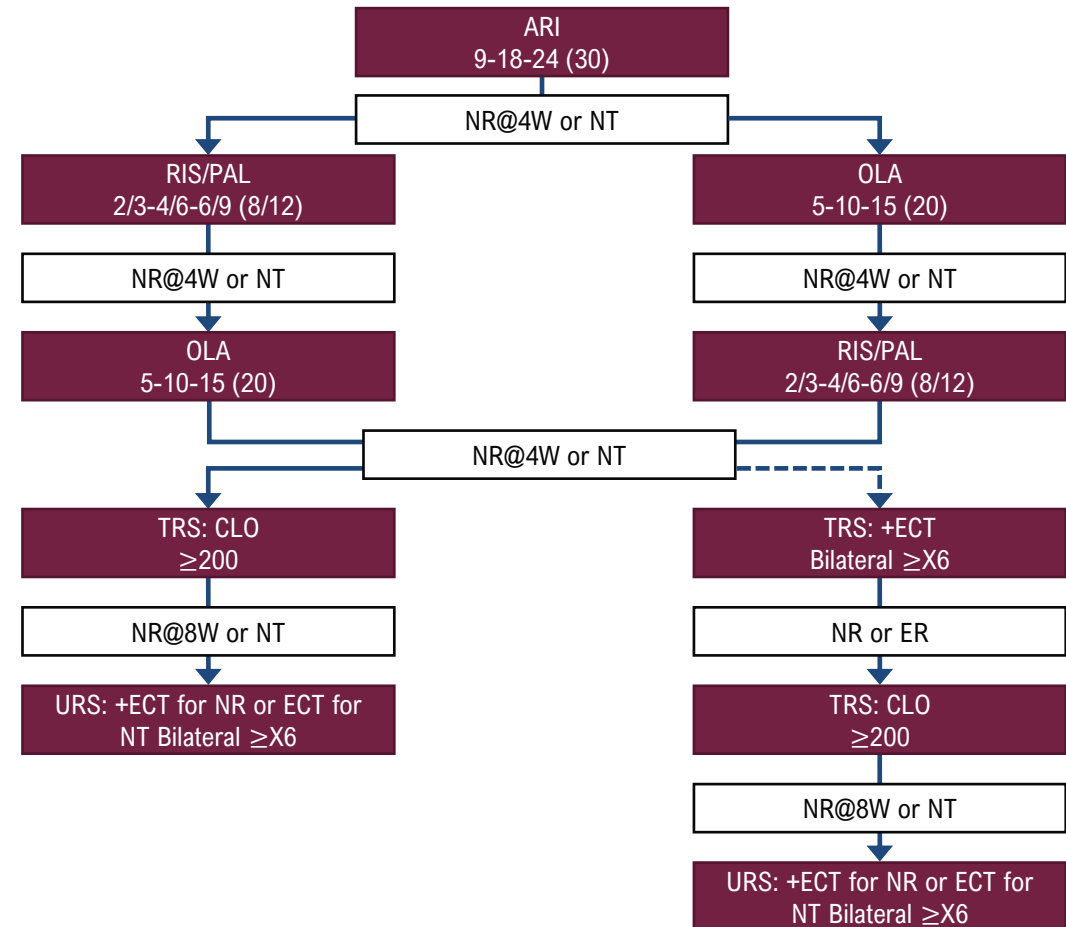 ARI
9-18-24 (30)
NR@4W or NT
RIS/PAL
2/3-4/6-6/9 (8/12)
OLA
5-10-15 (20)
NR@4W or NT
NR@4W or NT
OLA
5-10-15 (20)
RIS/PAL
2/3-4/6-6/9 (8/12)
NR@4W or NT
TRS: CLO
≥200
TRS: +ECT
Bilateral ≥X6
NR@8W or NT
NR or ER
URS: +ECT for NR or ECT for
NT Bilateral ≥X6
TRS: CLO
≥200
NR@8W or NT
URS: +ECT for NR or ECT for
NT Bilateral ≥X6